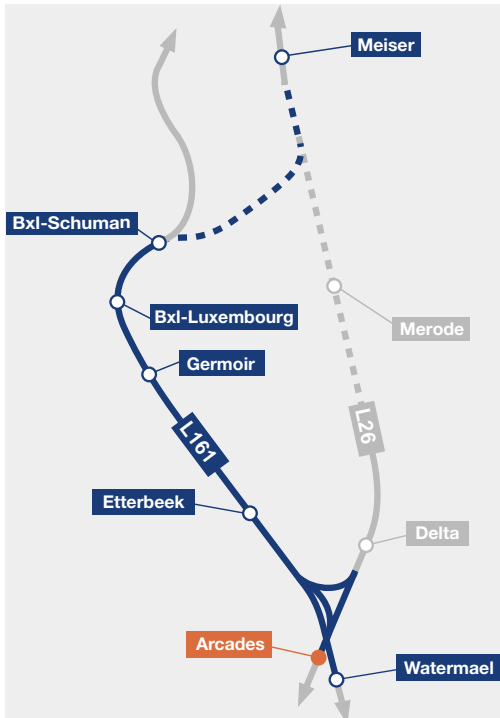 Meiser
Bxl-Schuman
Bxl-Luxembourg
Merode
Germoir
L161
L26
Etterbeek
Delta
Arcades
Watermael